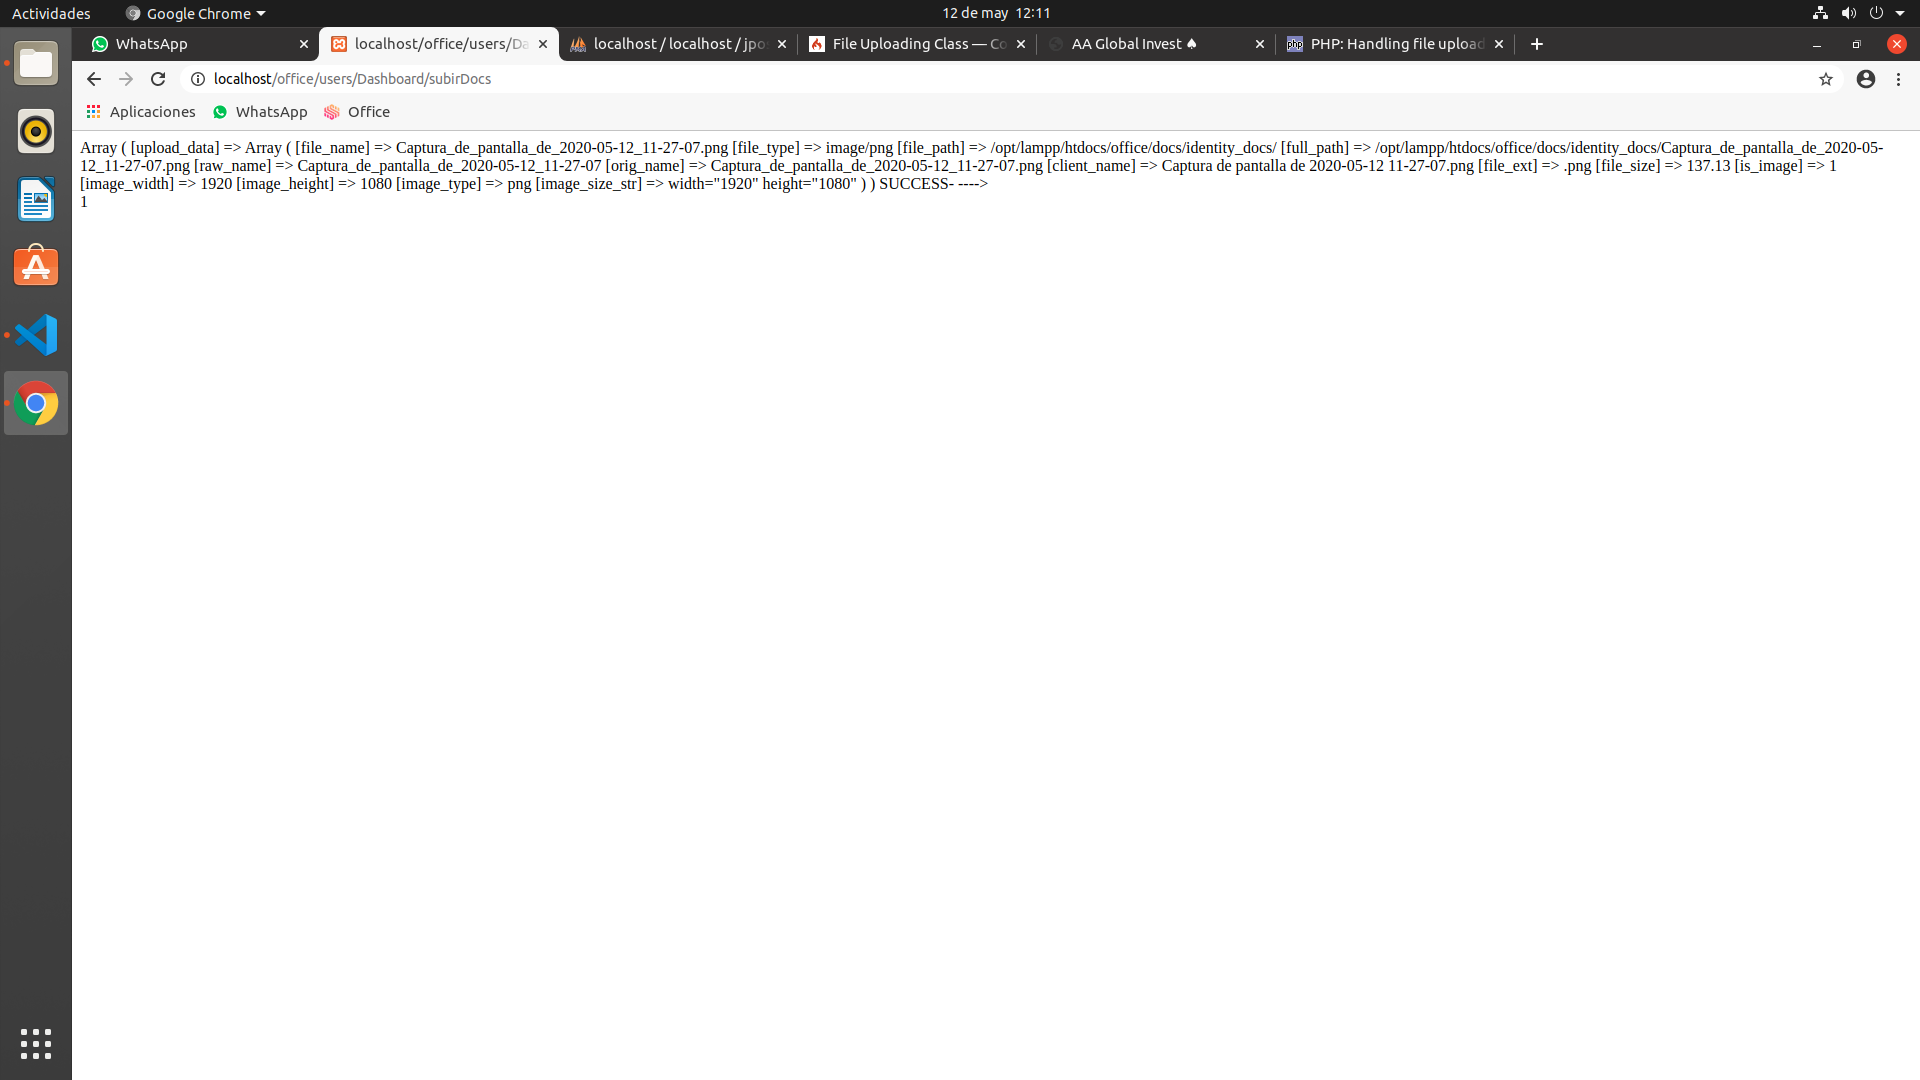 Actividades Google Chrome 12 de may 12:11
WhatsApp localhost/office/users/Da localhost / localhost / jpo File Uploading Class — Co AA Global Invest ♠ PHP: Handling file upload
localhost/office/users/Dashboard/subirDocs
Aplicaciones WhatsApp Office
Array ( [upload_data] => Array ( [file_name] => Captura_de_pantalla_de_2020-05-12_11-27-07.png [file_type] => image/png [file_path] => /opt/lampp/htdocs/office/docs/identity_docs/ [full_path] => /opt/lampp/htdocs/office/docs/identity_docs/Captura_de_pantalla_de_2020-05-
12_11-27-07.png [raw_name] => Captura_de_pantalla_de_2020-05-12_11-27-07 [orig_name] => Captura_de_pantalla_de_2020-05-12_11-27-07.png [client_name] => Captura de pantalla de 2020-05-12 11-27-07.png [file_ext] => .png [file_size] => 137.13 [is_image] => 1
[image_width] => 1920 [image_height] => 1080 [image_type] => png [image_size_str] => width="1920" height="1080" ) ) SUCCESS- ---->
1